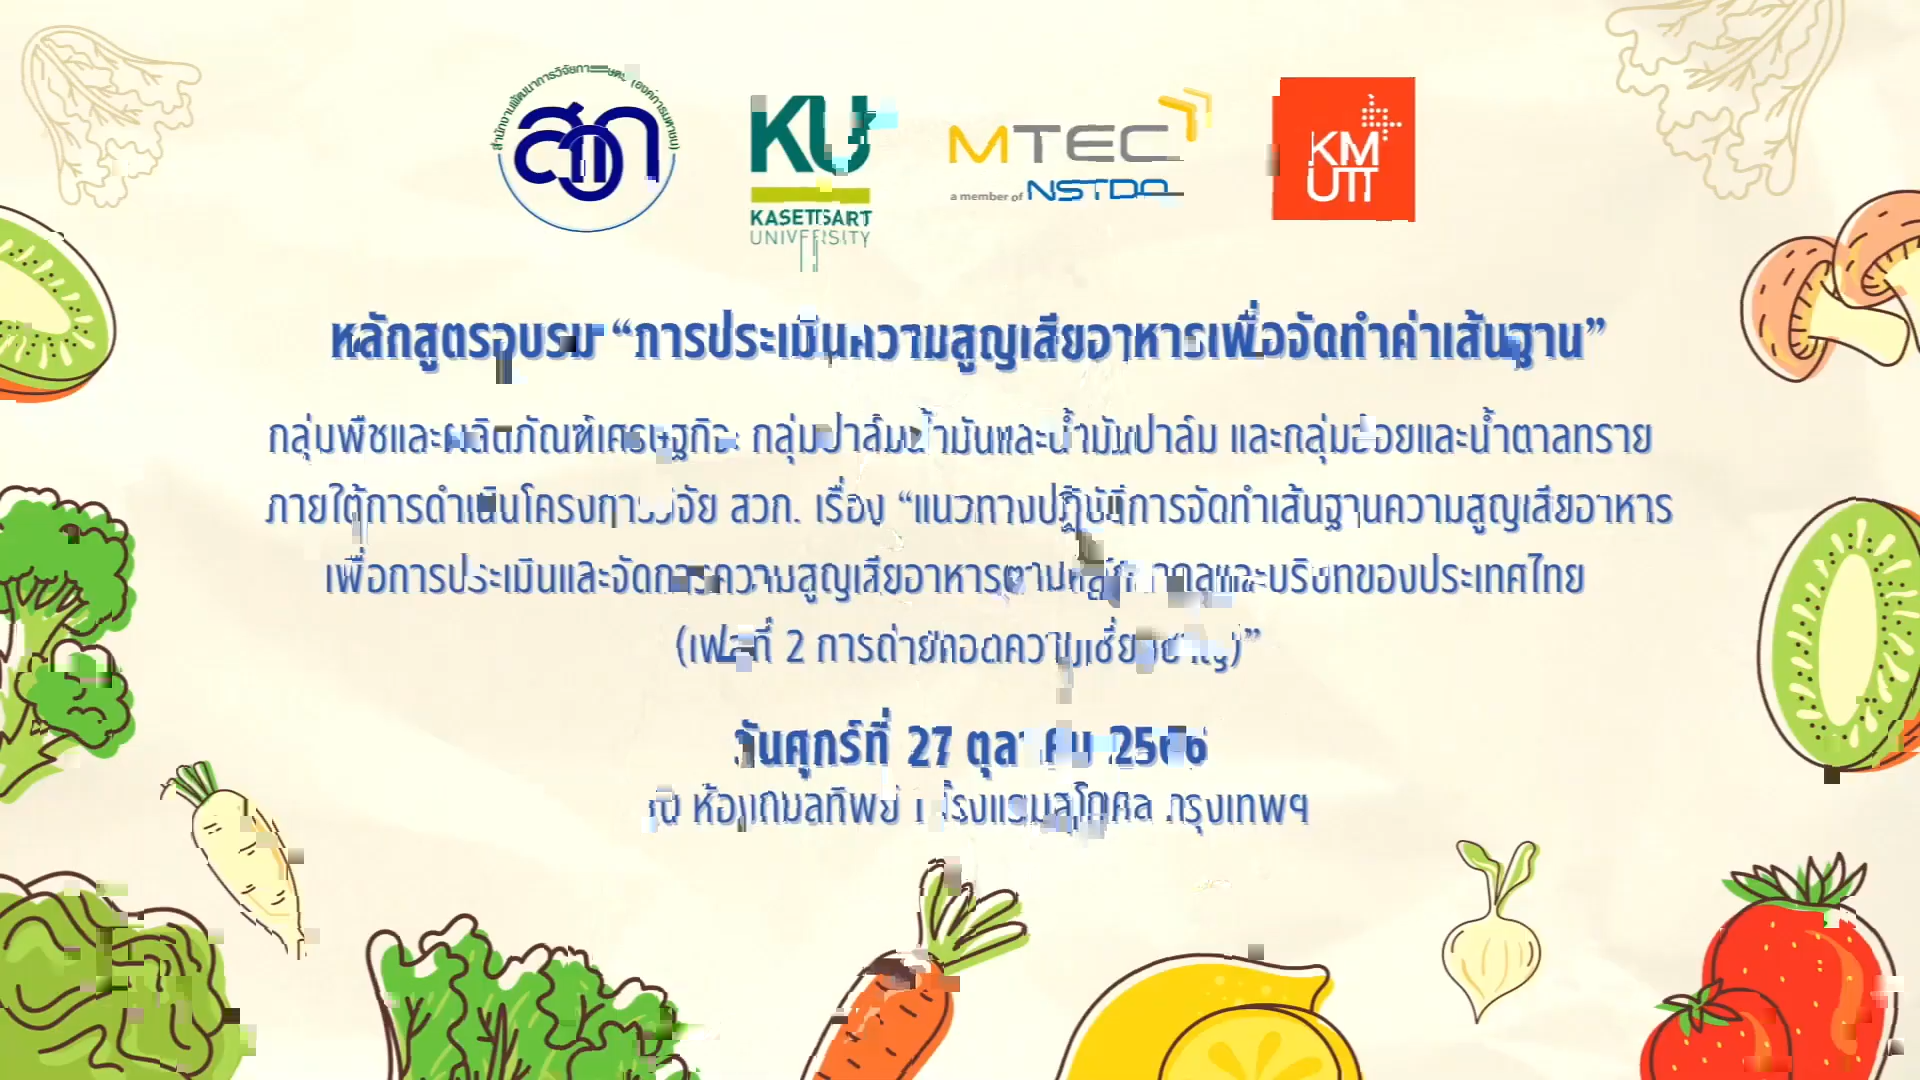 สวก
KU
KASETSART
UNIVERSITY
MTEC
a member of NSTDA
KM
UTT
หลักสูตรอบรม “การประเมินความสูญเสียอาหารเพื่อจัดทำค่าเส้นฐาน”
กลุ่มพืชและผลิตภัณฑ์เศรษฐกิจ: กลุ่มปาล์มน้ำมันและน้ำมันปาล์ม และกลุ่มอ้อยและน้ำตาลทราย
ภายใต้การดำเนินโครงการวิจัย สวก. เรื่อง “แนวทางปฏิบัติการจัดทำเส้นฐานความสูญเสียอาหาร
เพื่อการประเมินและจัดการความสูญเสียอาหารตามหลักสากลและบริบทของประเทศไทย
(เฟสที่ 2 การถ่ายทอดความเชี่ยวชาญ)”
วันศุกร์ที่ 27 ตุลาคม 2566
ณ ห้องกมลทิพย์ 1 โรงแรมสุโกศล กรุงเทพฯ